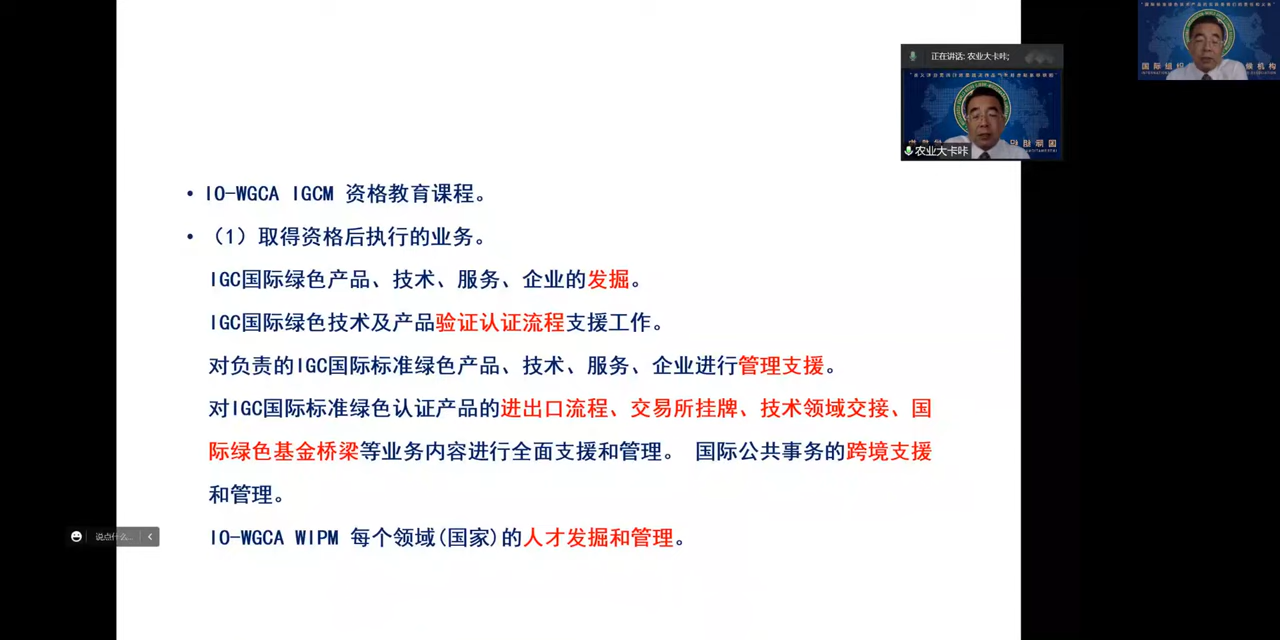 正在讲话: 农业大卡咔;
农业大卡咔
• IO-WGCA IGCM 资格教育课程。
• （1）取得资格后执行的业务。
IGC国际绿色产品、技术、服务、企业的发掘。
IGC国际绿色技术及产品验证认证流程支援工作。
对负责的IGC国际标准绿色产品、技术、服务、企业进行管理支援。
对IGC国际标准绿色认证产品的进出口流程、交易所挂牌、技术领域交接、国
际绿色基金桥梁等业务内容进行全面支援和管理。 国际公共事务的跨境支援
和管理。
说点什么...
IO-WGCA WIPM 每个领域(国家)的人才发掘和管理。